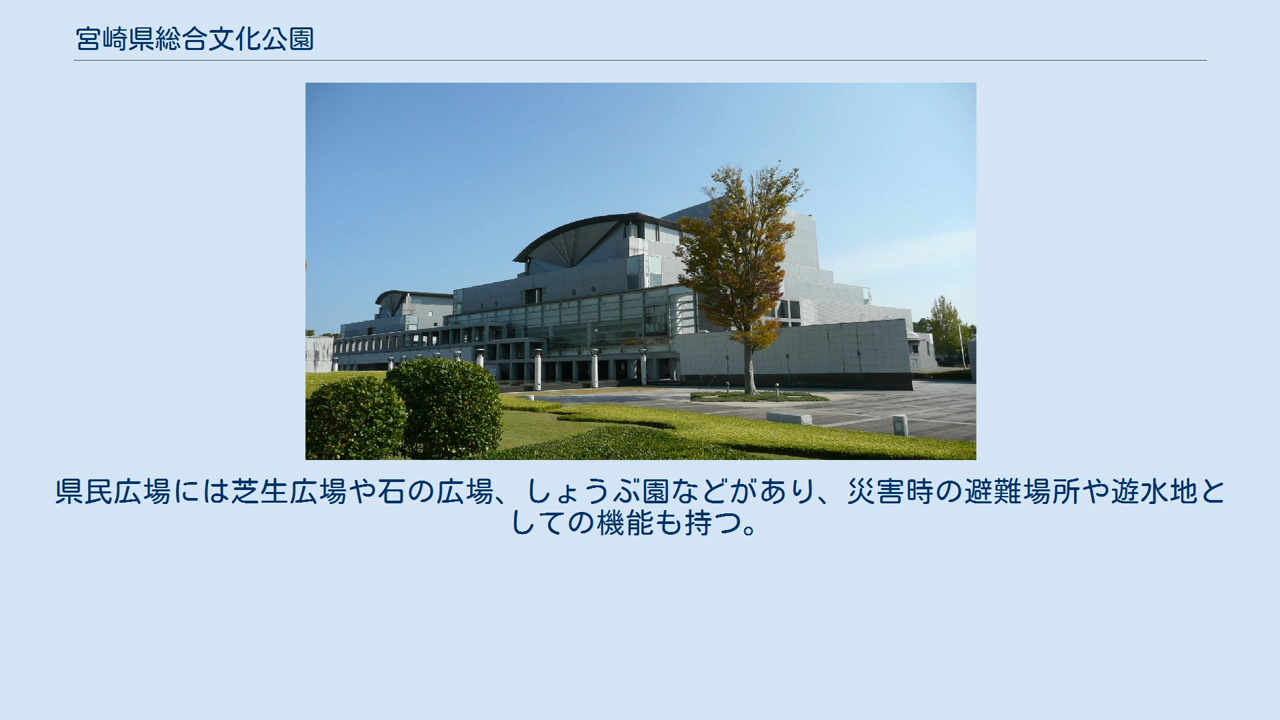 宮崎県総合文化公園
県民広場には芝生広場や石の広場、しょうぶ園などがあり、災害時の避難場所や遊水地と
しての機能も持つ。